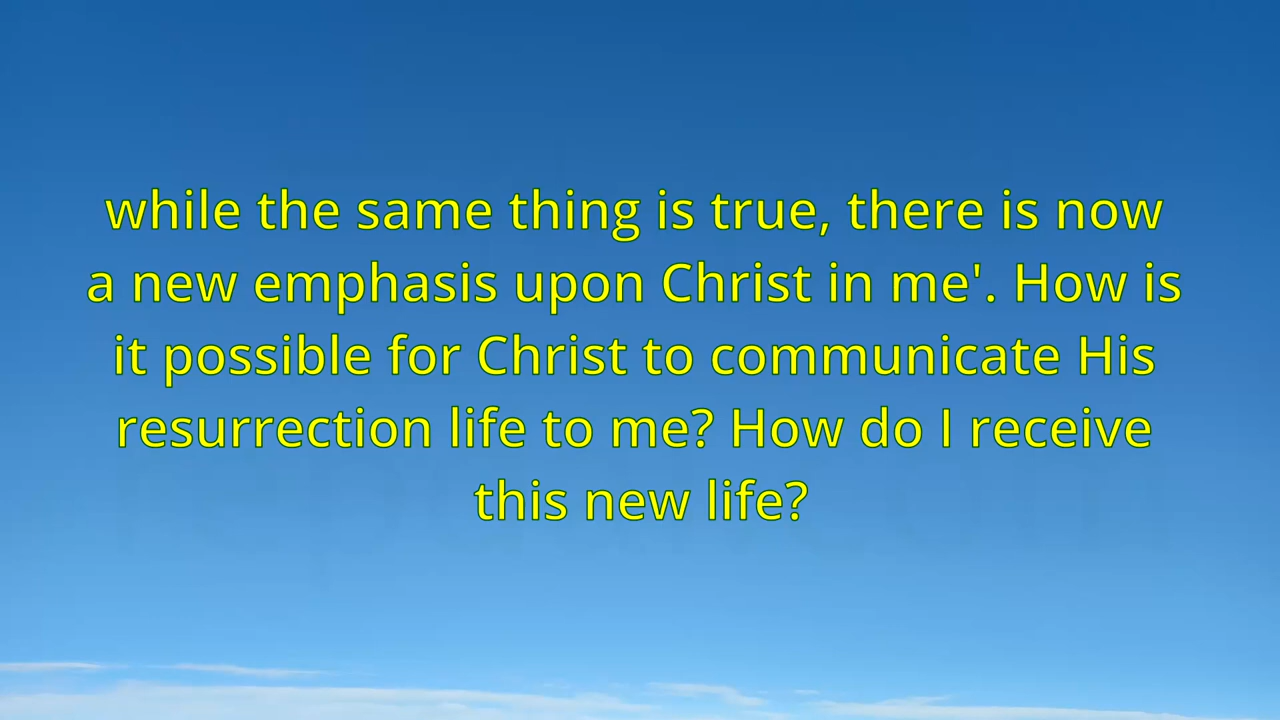 while the same thing is true, there is now
a new emphasis upon Christ in me'. How is
it possible for Christ to communicate His
resurrection life to me? How do I receive
this new life?